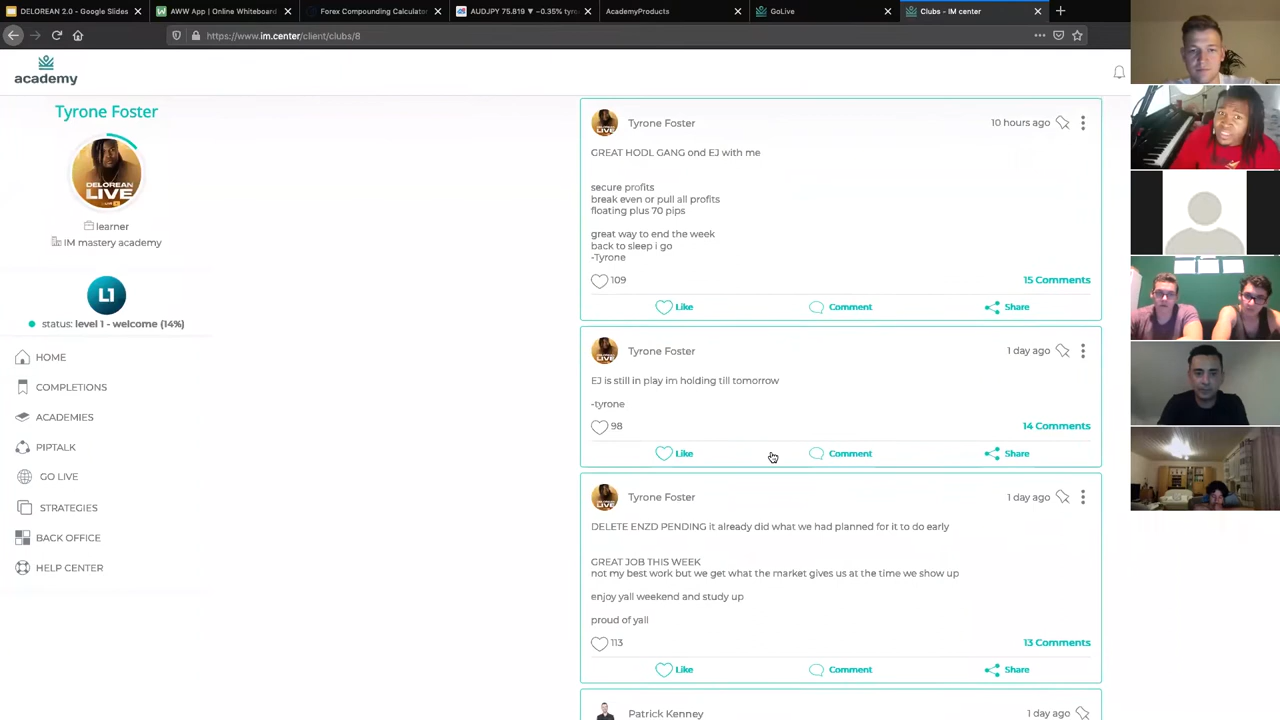 DELOREAN 2.0 - Google Slides
AWW App | Online Whiteboard
Forex Compounding Calculator
AUDJPY 75.819 ▼ −0.35% tyro
AcademyProducts
GoLive
Clubs - IM center
https://www.im.center/client/clubs/8
academy
Tyrone Foster
DELOREAN
LIVE
learner
IM mastery academy
L1
status: level 1 - welcome (14%)
HOME
COMPLETIONS
ACADEMIES
PIPTALK
GO LIVE
STRATEGIES
BACK OFFICE
HELP CENTER
Tyrone Foster
10 hours ago
GREAT HODL GANG ond EJ with me
secure profits
break even or pull all profits
floating plus 70 pips
great way to end the week
back to sleep i go
-Tyrone
109
15 Comments
Like
Comment
Share
Tyrone Foster
1 day ago
EJ is still in play im holding till tomorrow
-tyrone
98
14 Comments
Like
Comment
Share
Tyrone Foster
1 day ago
DELETE ENZD PENDING it already did what we had planned for it to do early
GREAT JOB THIS WEEK
not my best work but we get what the market gives us at the time we show up
enjoy yall weekend and study up
proud of yall
113
13 Comments
Like
Comment
Share
Patrick Kenney
1 day ago